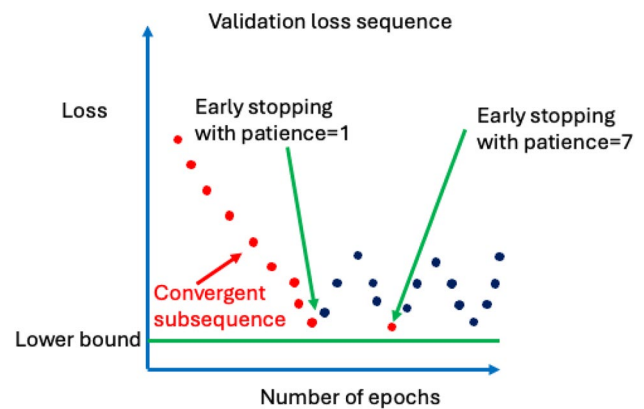 Validation loss sequence
Loss
Early stopping
with patience=1
Early stopping
with patience=7
Convergent
subsequence
Lower bound
Number of epochs